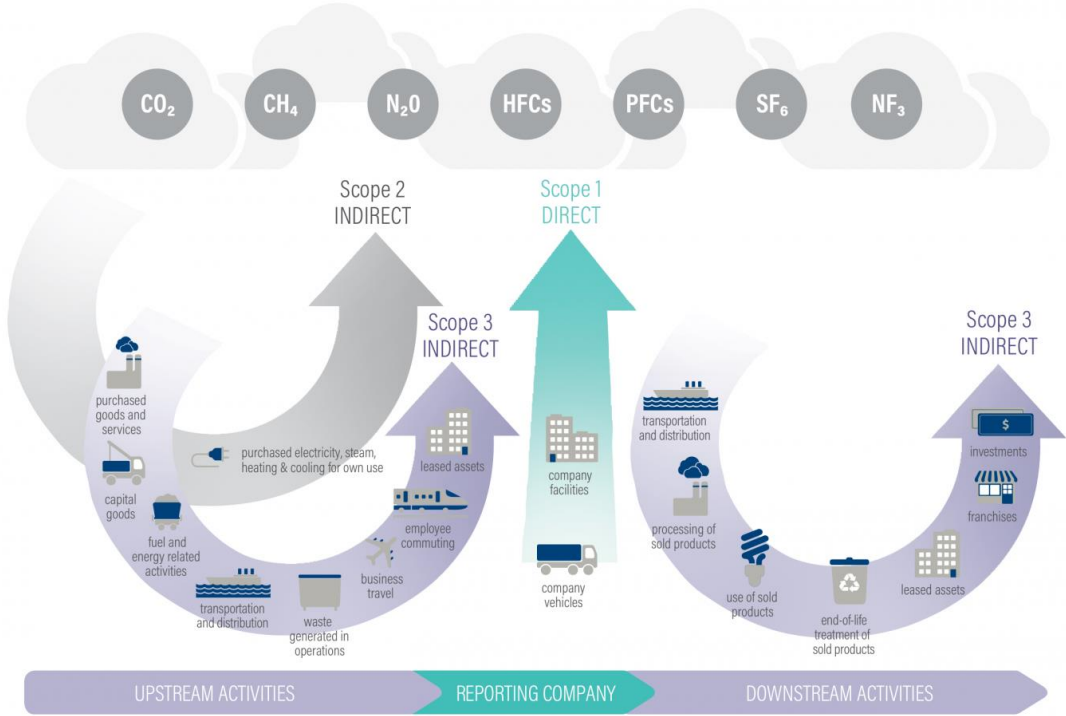 CO₂
CH₄
N₂O
HFCs
PFCs
SF₆
NF₃
Scope 2
INDIRECT
Scope 1
DIRECT
Scope 3
INDIRECT
Scope 3
INDIRECT
purchased
goods and
services
capital
goods
fuel and
energy related
activities
transportation
and distribution
waste
generated in
operations
business
travel
employee
commuting
leased assets
purchased electricity, steam,
heating & cooling for own use
company
facilities
company
vehicles
transportation
and distribution
processing of
sold products
use of sold
products
end-of-life
treatment of
sold products
leased assets
franchises
$
investments
UPSTREAM ACTIVITIES
REPORTING COMPANY
DOWNSTREAM ACTIVITIES